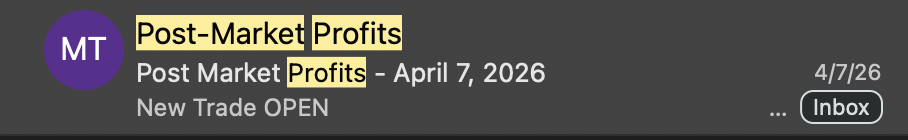 MT
Post-Market Profits
Post Market Profits - April 7, 2026
4/7/26
New Trade OPEN
... Inbox